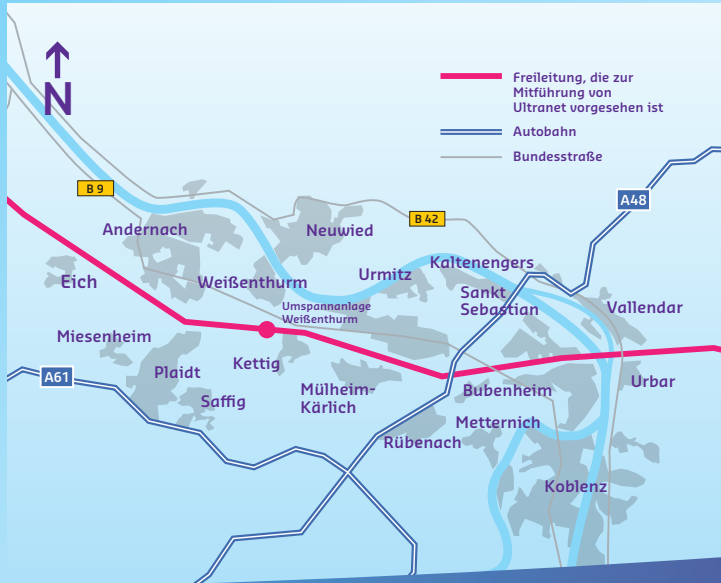 N
Freileitung, die zur
Mitführung von
Ultranet vorgesehen ist
Autobahn
Bundesstraße
B 9
A48
B 42
Andernach
Neuwied
Kaltenengers
Urmitz
Eich
Weißenthurm
Sankt
Sebastian
Umspannanlage
Weißenthurm
Vallendar
Miesenheim
Kettig
Plaidt
A61
Urbar
Mülheim-
Kärlich
Bubenheim
Saffig
Metternich
Rübenach
Koblenz